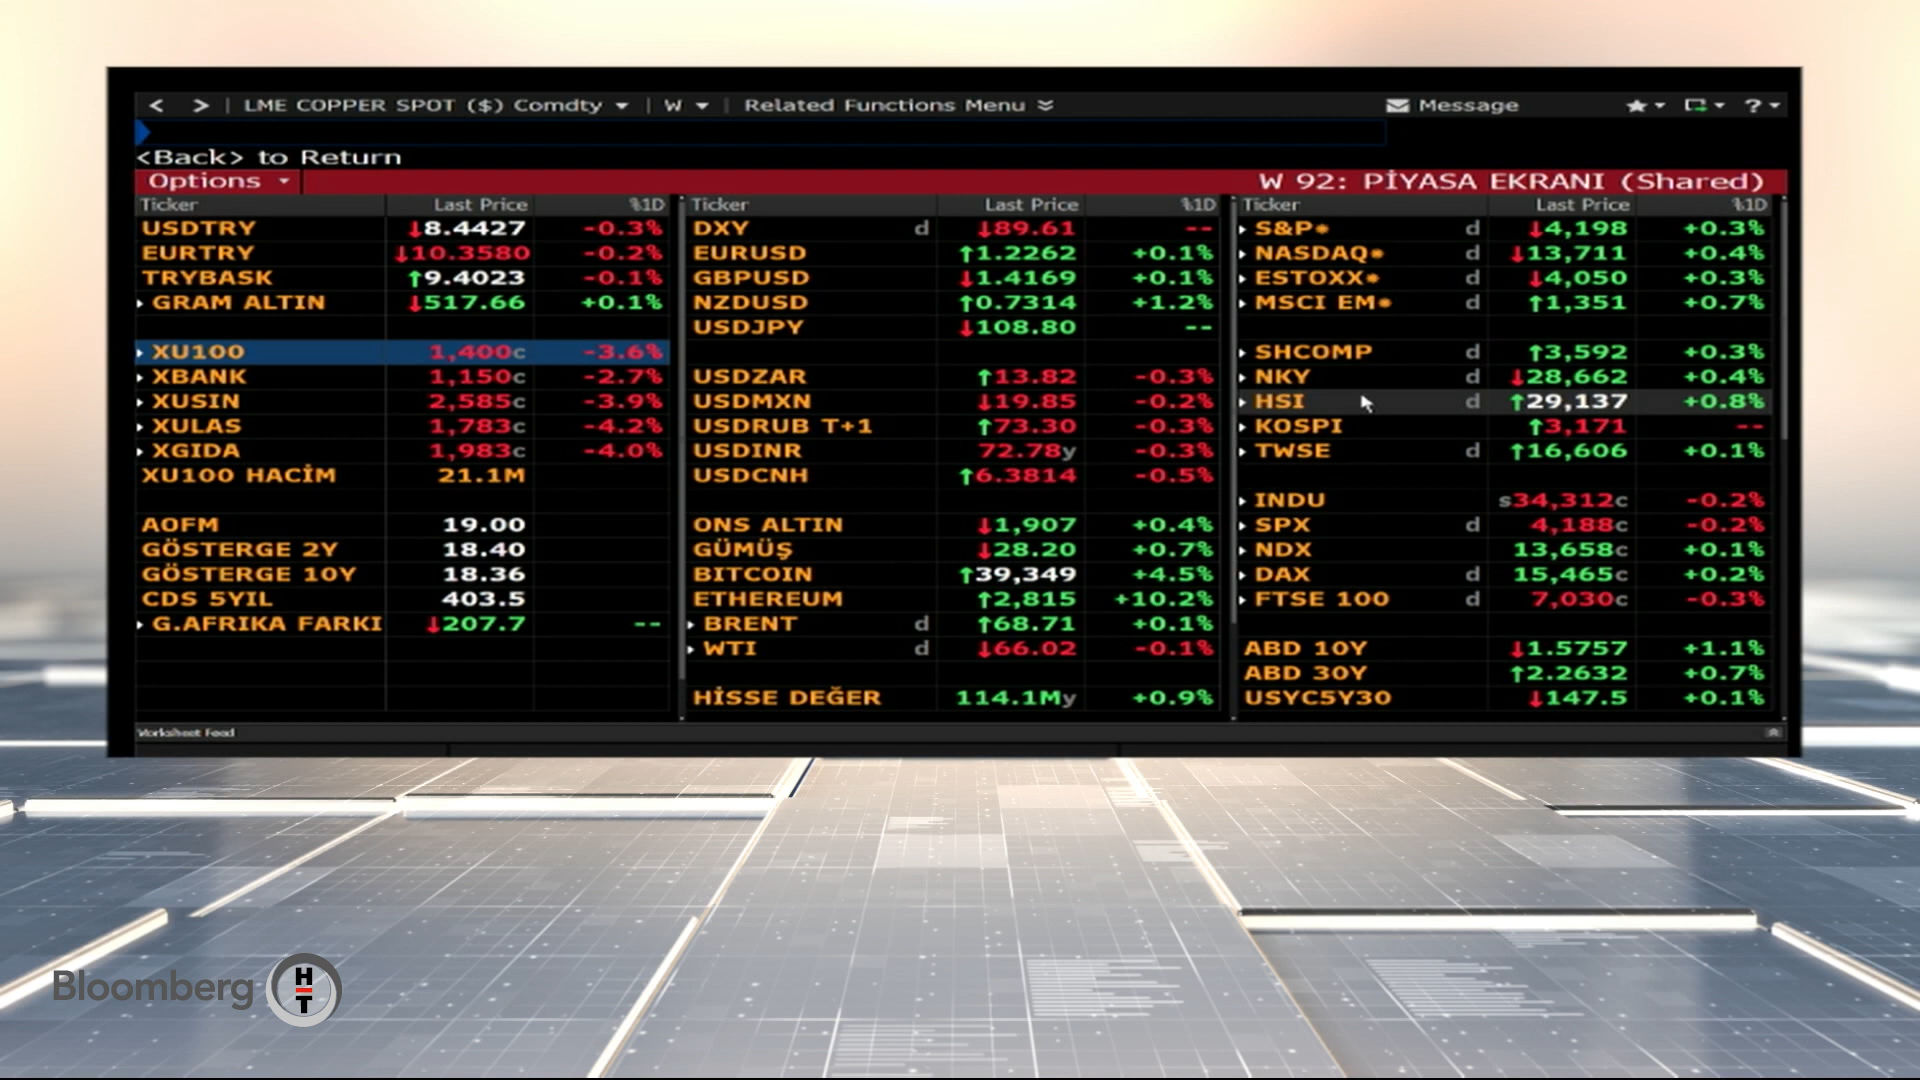 < > | LME COPPER SPOT ($) Comdty | W | Related Functions Menu Message ?
<Back> to Return
Options W 92: PİYASA EKRANI (Shared)
Ticker Last Price %1D
USDTRY ↓8.4427 -0.3%
EURTRY ↓10.3580 -0.2%
TRYBASK ↑9.4023 -0.1%
GRAM ALTIN ↓517.66 +0.1%
XU100 1,400c -3.6%
XBANK 1,150c -2.7%
XUSIN 2,585c -3.9%
XULAS 1,783c -4.2%
XGIDA 1,983c -4.0%
XU100 HACİM 21.1M
AOFM 19.00
GÖSTERGE 2Y 18.40
GÖSTERGE 10Y 18.36
CDS 5YIL 403.5
G.AFRIKA FARKI ↓207.7 --
Ticker Last Price %1D
DXY d ↓89.61 --
EURUSD ↑1.2262 +0.1%
GBPUSD ↓1.4169 +0.1%
NZDUSD ↑0.7314 +1.2%
USDJPY ↓108.80 --
USDZAR ↑13.82 -0.3%
USDMXN ↓19.85 -0.2%
USDRUB T+1 ↑73.30 -0.3%
USDINR 72.78y -0.3%
USDCNH ↑6.3814 -0.5%
ONS ALTIN ↓1,907 +0.4%
GÜMÜŞ ↓28.20 +0.7%
BITCOIN ↑39,349 +4.5%
ETHEREUM ↑2,815 +10.2%
BRENT d ↑68.71 +0.1%
WTI d ↓66.02 -0.1%
HİSSE DEĞER 114.1My +0.9%
Ticker Last Price %1D
S&P d ↓4,198 +0.3%
NASDAQ d ↓13,711 +0.4%
ESTOXX d ↓4,050 +0.3%
MSCI EM d ↑1,351 +0.7%
SHCOMP d ↑3,592 +0.3%
NKY d ↓28,662 +0.4%
HSI d ↑29,137 +0.8%
KOSPI ↑3,171 --
TWSE d ↑16,606 +0.1%
INDU s34,312c -0.2%
SPX d 4,188c -0.2%
NDX 13,658c +0.1%
DAX d 15,465c +0.2%
FTSE 100 d 7,030c -0.3%
ABD 10Y ↓1.5757 +1.1%
ABD 30Y ↑2.2632 +0.7%
USYC5Y30 ↓147.5 +0.1%
Worksheet Feed
Bloomberg HT